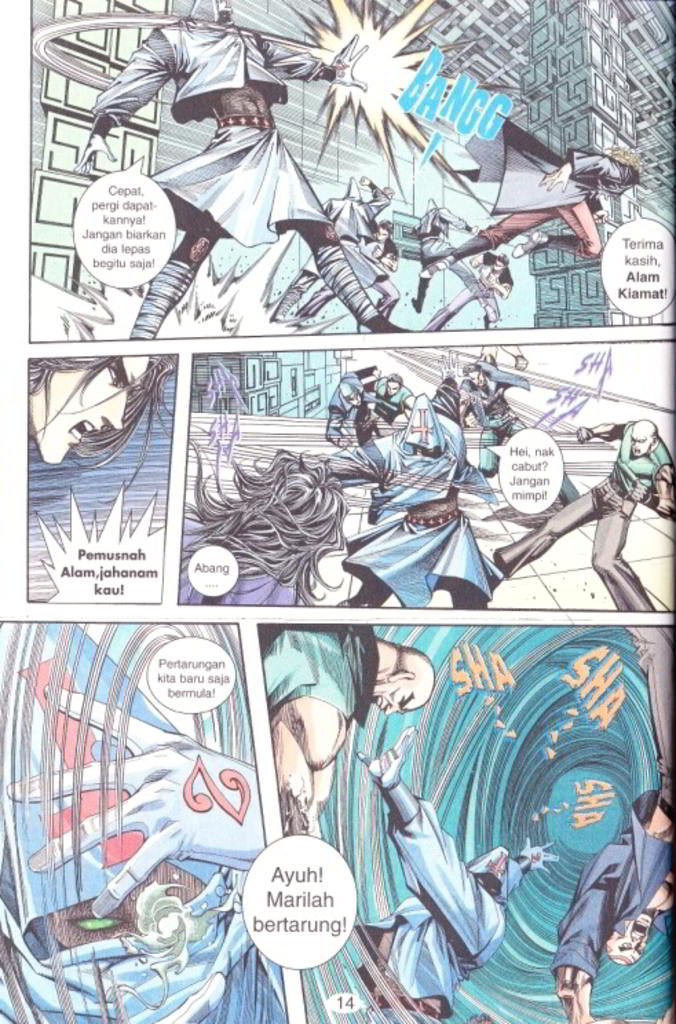 BANGG
!
Cepat,
pergi dapat-
kannya!
Jangan biarkan
dia lepas
begitu saja!
Terima
kasih,
Alam
Kiamat!
Pemusnah
Alam,jahanam
kau!
SHA
SHA
SHA
SHA
Hei, nak
cabut?
Jangan
mimpi!
Abang
....
Pertarungan
kita baru saja
bermula!
SHA
SHA
SHA
Ayuh!
Marilah
bertarung!
14